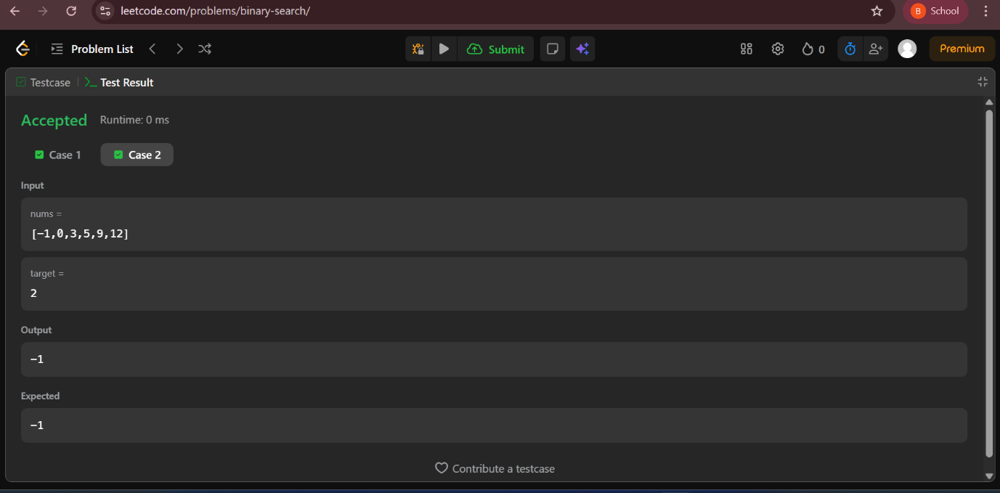 leetcode.com/problems/binary-search/
B School
Problem List
Submit
0
Premium
Testcase
Test Result
Accepted Runtime: 0 ms
Case 1 Case 2
Input
nums =
[-1,0,3,5,9,12]
target =
2
Output
-1
Expected
-1
Contribute a testcase